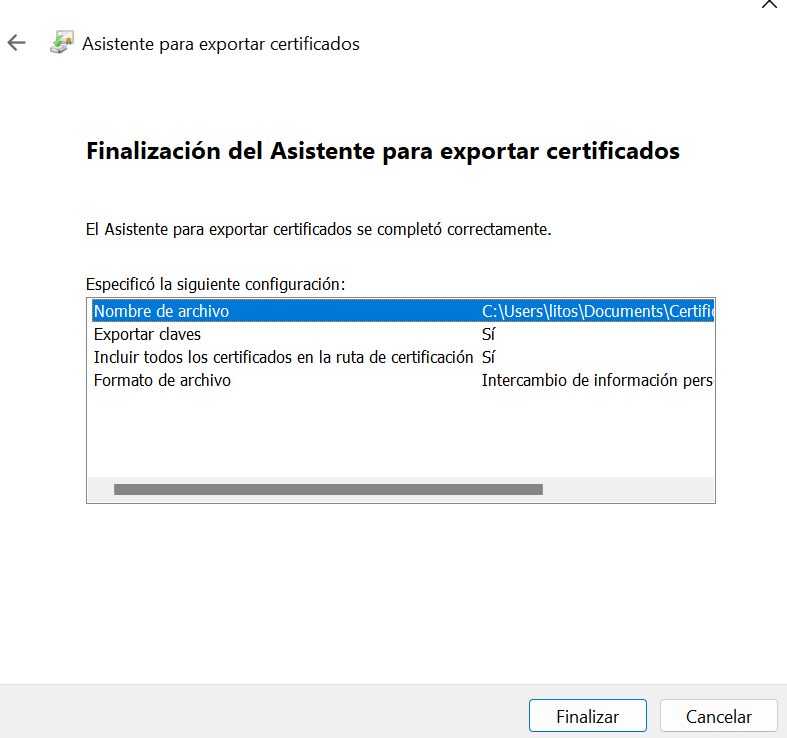 Asistente para exportar certificados
Finalización del Asistente para exportar certificados
El Asistente para exportar certificados se completó correctamente.
Especificó la siguiente configuración:
Nombre de archivo C:\Users\litos\Documents\Certific
Exportar claves Sí
Incluir todos los certificados en la ruta de certificación Sí
Formato de archivo Intercambio de información pers
Finalizar Cancelar